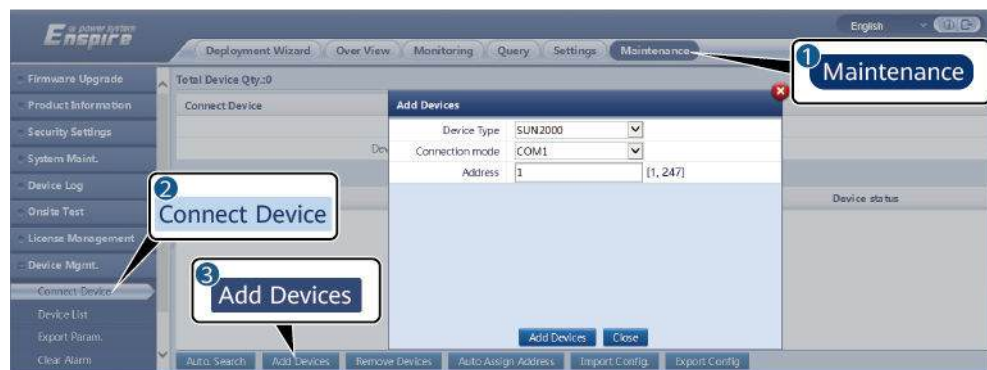 Enspire
English
Deployment Wizard Over View Monitoring Query Settings Maintenance
1 Maintenance
Firmware Upgrade
Total Device Qty.:0
Product Information
Connect Device
Add Devices
Security Settings
Device Type SUN2000
System Maint.
Dev
Connection mode COM1
Address 1 [1, 247]
Device Log
2 Connect Device
Device status
Onsite Test
License Management
Device Mgmt.
3 Add Devices
Connect Device
Device List
Export Param.
Add Devices Close
Clear Alarm
Auto. Search Add Devices Remove Devices Auto Assign Address Import Config. Export Config